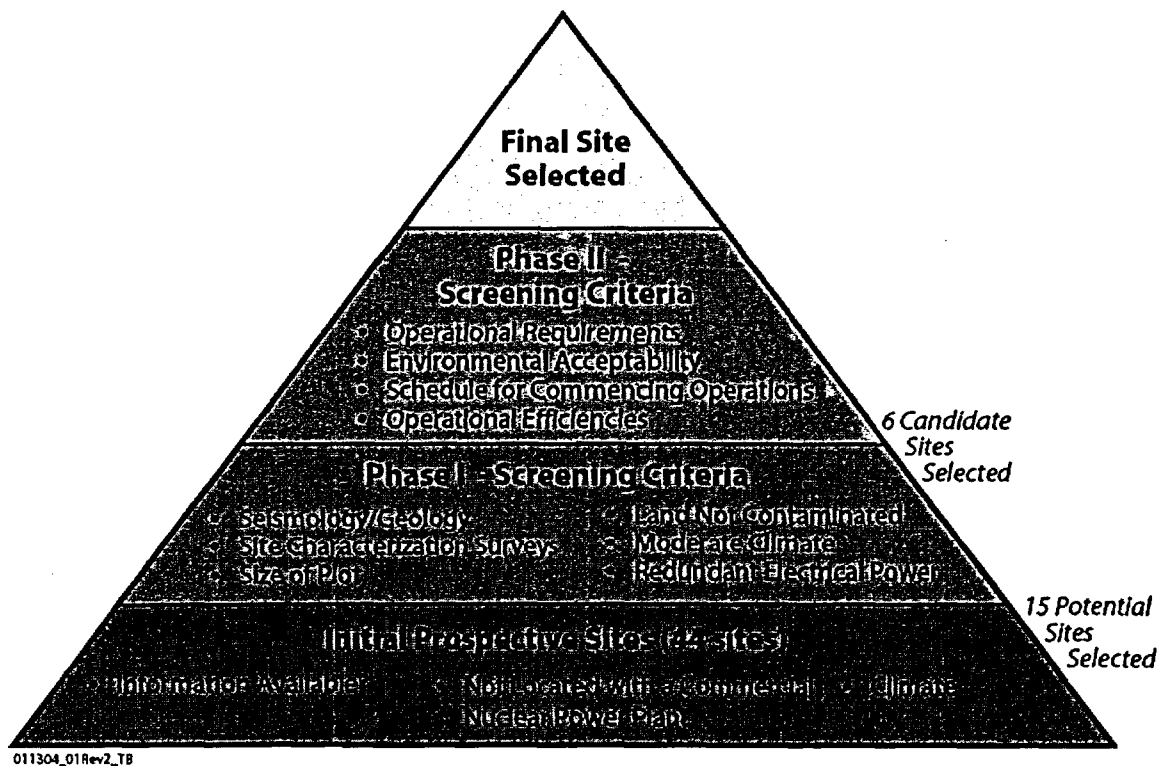 Final Site
Selected
Phase II -
Screening Criteria
• Operational Requirements
• Environmental Acceptability
• Schedule for Commencing Operations
• Operational Efficiencies
6 Candidate
Sites
Selected
Phase I - Screening Criteria
• Seismology/Geology
• Site Characterization Surveys
• Size of Plot
• Land Not Contaminated
• Moderate Climate
• Redundant Electrical Power
15 Potential
Sites
Selected
Initial Prospective Sites (44 sites)
• Information Available
• Not Located with a Commercial
Nuclear Power Plant
• Climate
011304_01Rev2_TB